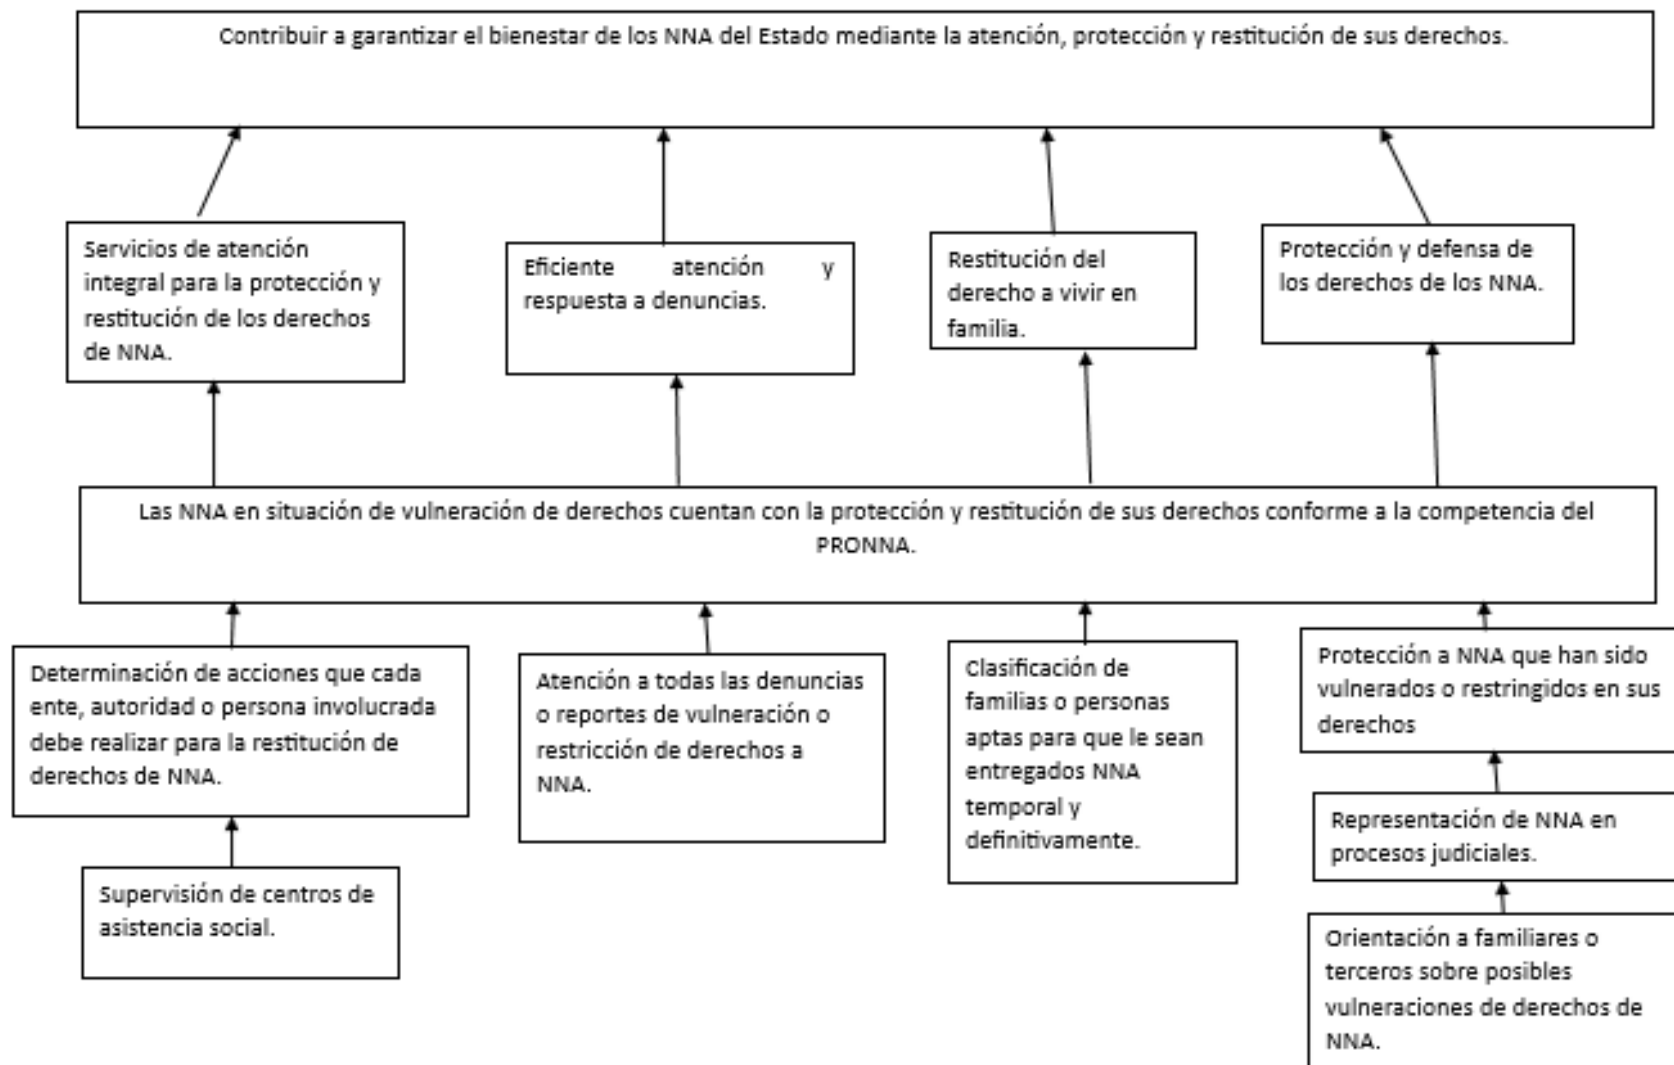 Contribuir a garantizar el bienestar de los NNA del Estado mediante la atención, protección y restitución de sus derechos.
Servicios de atención
integral para la protección y
restitución de los derechos
de NNA.
Eficiente atención y
respuesta a denuncias.
Restitución del
derecho a vivir en
familia.
Protección y defensa de
los derechos de los NNA.
Las NNA en situación de vulneración de derechos cuentan con la protección y restitución de sus derechos conforme a la competencia del
PRONNA.
Determinación de acciones que cada
ente, autoridad o persona involucrada
debe realizar para la restitución de
derechos de NNA.
Supervisión de centros de
asistencia social.
Atención a todas las denuncias
o reportes de vulneración o
restricción de derechos a
NNA.
Clasificación de
familias o personas
aptas para que le sean
entregados NNA
temporal y
definitivamente.
Protección a NNA que han sido
vulnerados o restringidos en sus
derechos
Representación de NNA en
procesos judiciales.
Orientación a familiares o
terceros sobre posibles
vulneraciones de derechos de
NNA.